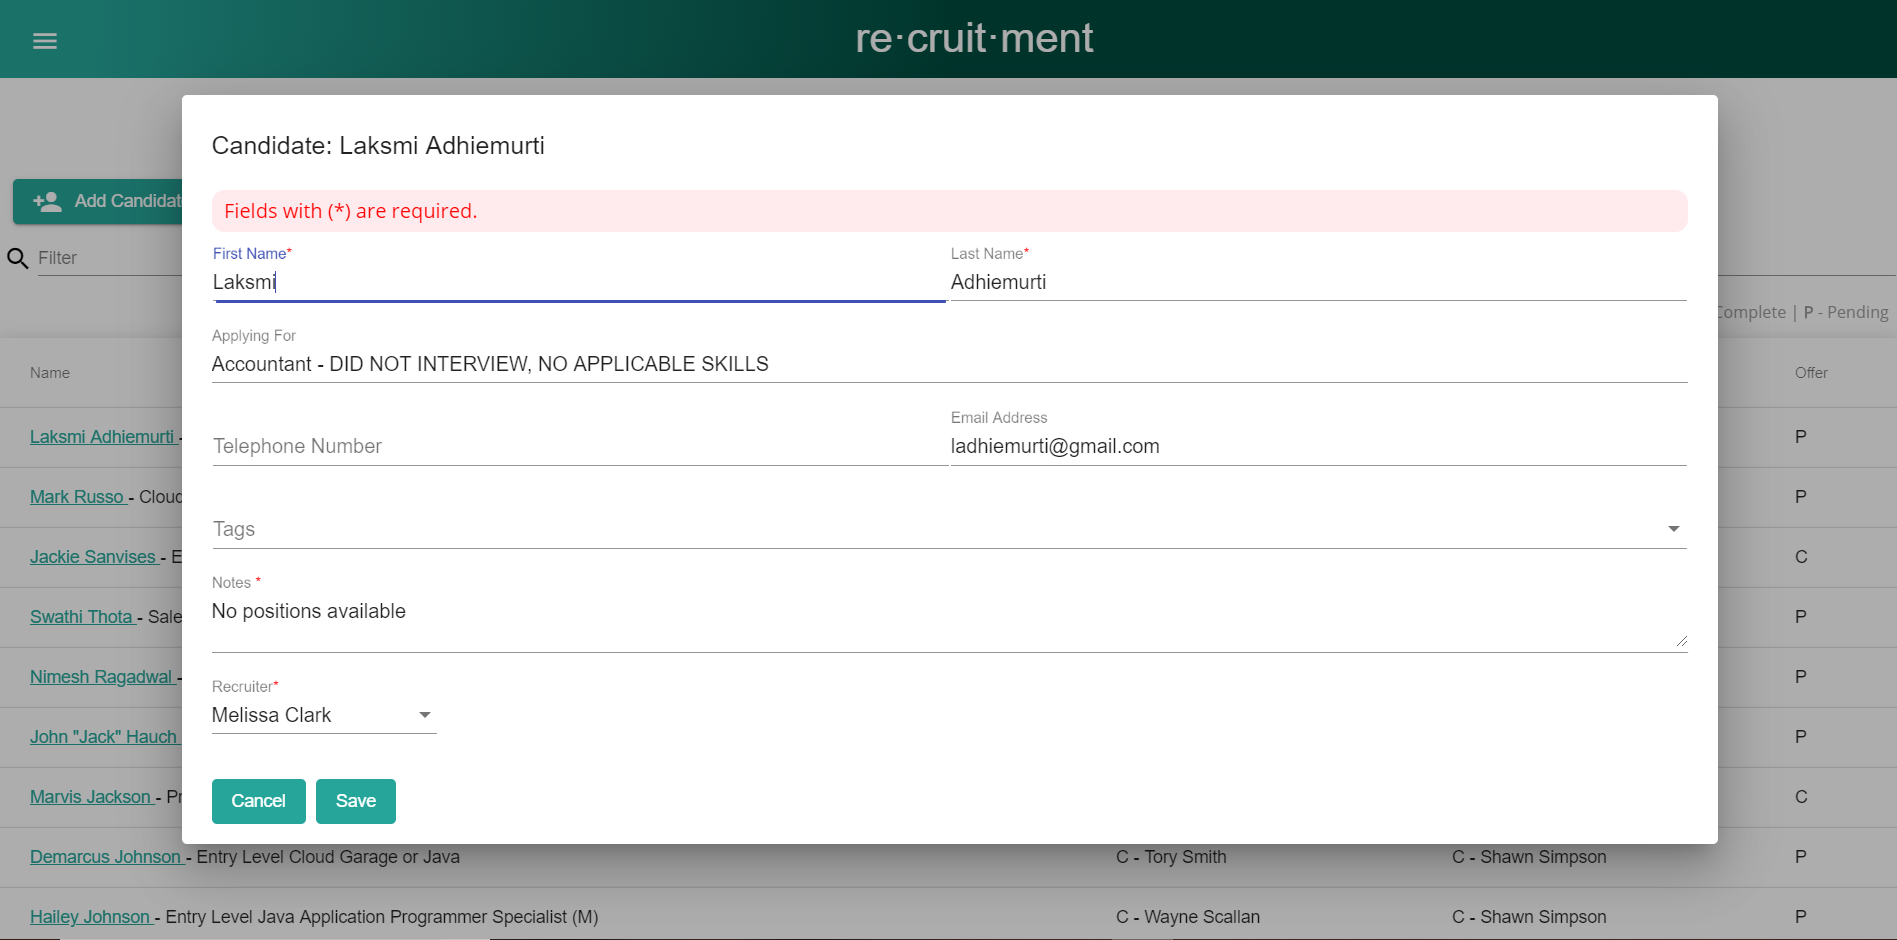 re·cruit·ment
Candidate: Laksmi Adhiemurti
Add Candidat
Fields with (*) are required.
Filter
First Name*
Last Name*
Laksmi
Adhiemurti
Complete | P - Pending
Applying For
Accountant - DID NOT INTERVIEW, NO APPLICABLE SKILLS
Name
Offer
Email Address
Telephone Number
ladhiemurti@gmail.com
Laksmi Adhiemurti -
P
Mark Russo - Cloud
P
Tags
Jackie Sanvises - E
C
Notes *
No positions available
Swathi Thota - Sale
P
Nimesh Ragadwal -
P
Recruiter*
Melissa Clark
John "Jack" Hauch
P
Marvis Jackson - Pr
C
Cancel
Save
Demarcus Johnson - Entry Level Cloud Garage or Java
C - Tory Smith
C - Shawn Simpson
P
Hailey Johnson - Entry Level Java Application Programmer Specialist (M)
C - Wayne Scallan
C - Shawn Simpson
P